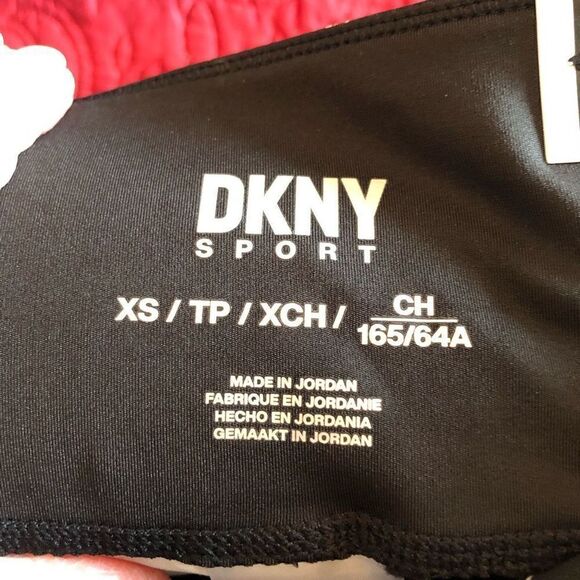 DKNY
SPORT
XS / TP / XCH / CH
165/64A
MADE IN JORDAN
FABRIQUE EN JORDANIE
HECHO EN JORDANIA
GEMAAKT IN JORDAN